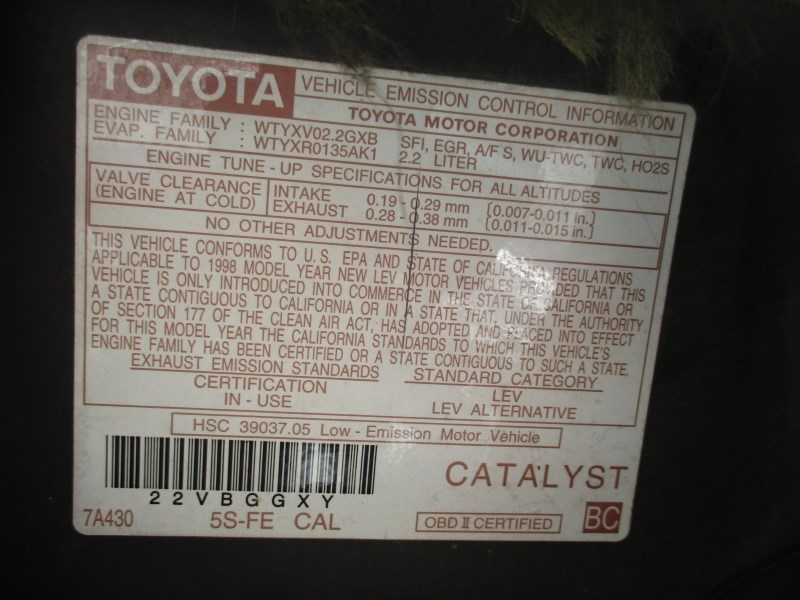 TOYOTA VEHICLE EMISSION CONTROL INFORMATION
TOYOTA MOTOR CORPORATION
ENGINE FAMILY : WTYXV02.2GXB SFI, EGR, A/F S, WU-TWC, TWC, HO2S
EVAP. FAMILY : WTYXR0135AK1 2.2 LITER
ENGINE TUNE - UP SPECIFICATIONS FOR ALL ALTITUDES
VALVE CLEARANCE INTAKE 0.19 - 0.29 mm [0.007-0.011 in.]
(ENGINE AT COLD) EXHAUST 0.28 - 0.38 mm [0.011-0.015 in.]
NO OTHER ADJUSTMENTS NEEDED.
THIS VEHICLE CONFORMS TO U.S. EPA AND STATE OF CALIFORNIA REGULATIONS
APPLICABLE TO 1998 MODEL YEAR NEW LEV MOTOR VEHICLES PROVIDED THAT THIS
VEHICLE IS ONLY INTRODUCED INTO COMMERCE IN THE STATE OF CALIFORNIA OR
A STATE CONTIGUOUS TO CALIFORNIA OR IN A STATE THAT, UNDER THE AUTHORITY
OF SECTION 177 OF THE CLEAN AIR ACT, HAS ADOPTED AND PLACED INTO EFFECT
FOR THIS MODEL YEAR THE CALIFORNIA STANDARDS TO WHICH THIS VEHICLE'S
ENGINE FAMILY HAS BEEN CERTIFIED OR A STATE CONTIGUOUS TO SUCH A STATE.
EXHAUST EMISSION STANDARDS STANDARD CATEGORY
CERTIFICATION LEV
IN - USE LEV ALTERNATIVE
HSC 39037.05 Low - Emission Motor Vehicle
CATALYST
22VBGGXY
7A430 5S-FE CAL OBD II CERTIFIED BC